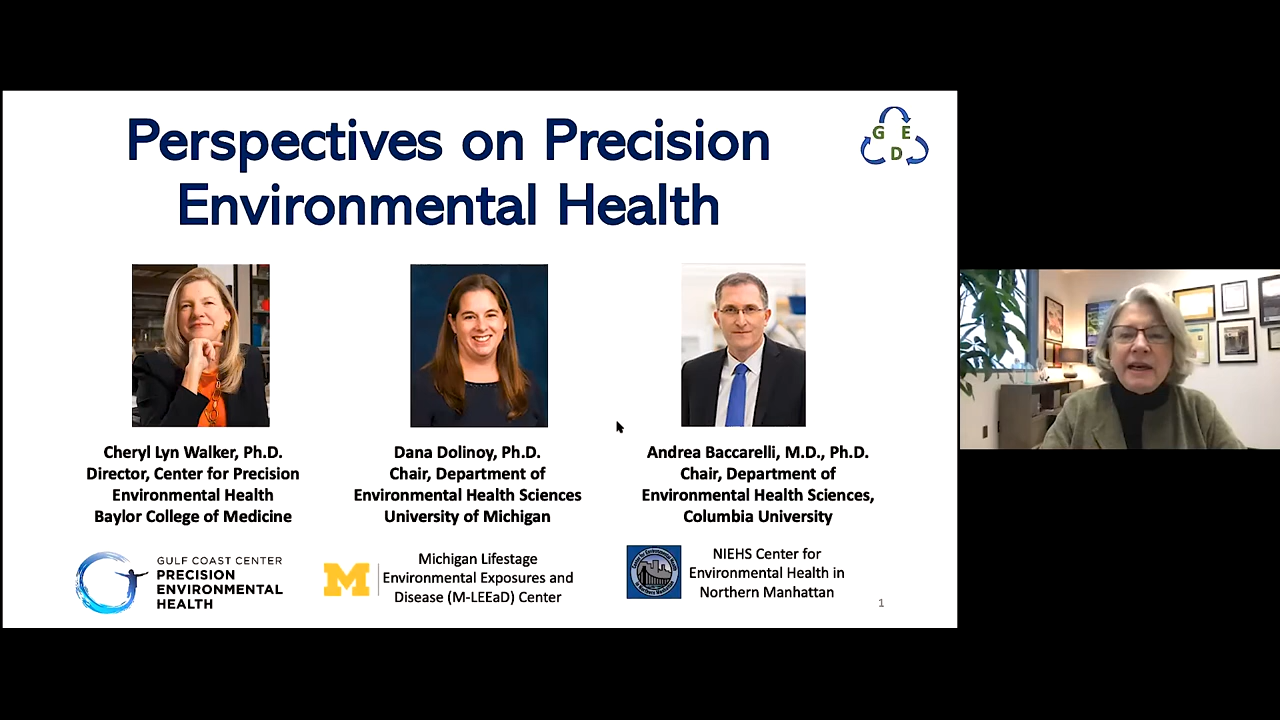 Perspectives on Precision
Environmental Health
G E
D
Cheryl Lyn Walker, Ph.D.
Director, Center for Precision
Environmental Health
Baylor College of Medicine
Dana Dolinoy, Ph.D.
Chair, Department of
Environmental Health Sciences
University of Michigan
Andrea Baccarelli, M.D., Ph.D.
Chair, Department of
Environmental Health Sciences,
Columbia University
GULF COAST CENTER
PRECISION
ENVIRONMENTAL
HEALTH
M
Michigan Lifestage
Environmental Exposures and
Disease (M-LEEaD) Center
NIEHS Center for
Environmental Health in
Northern Manhattan
1